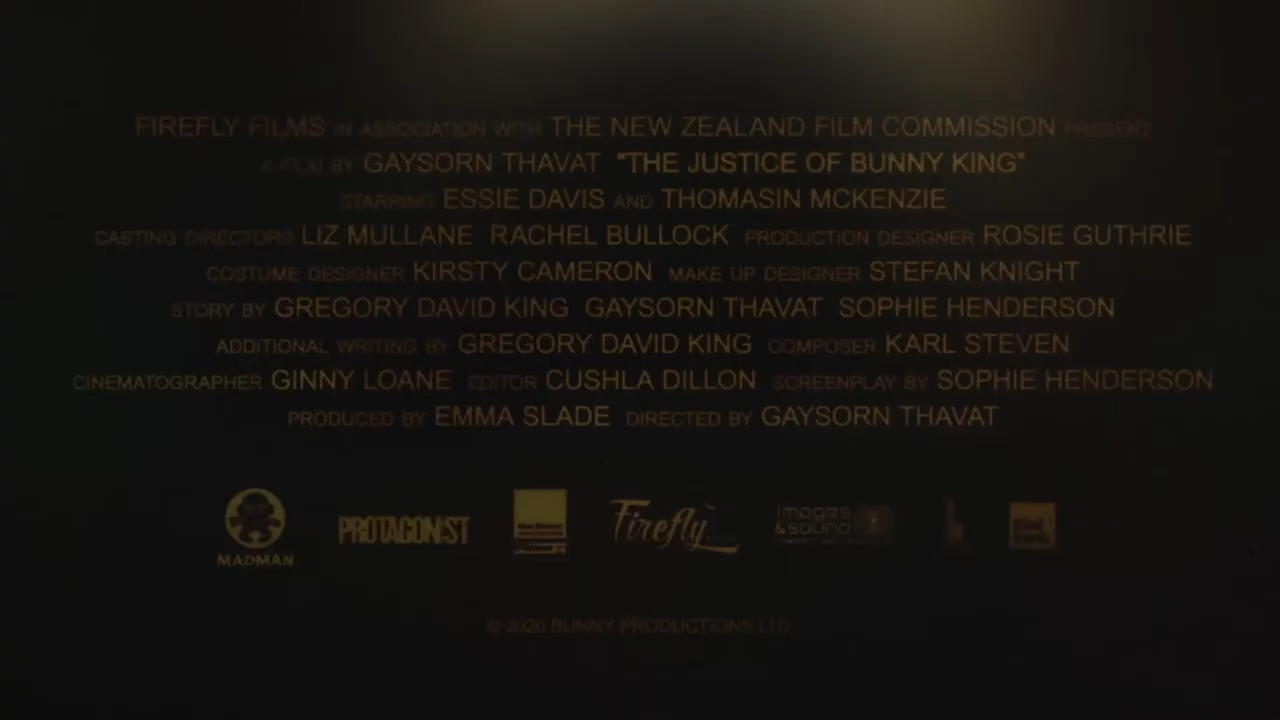 FIREFLY FILMS IN ASSOCIATION WITH THE NEW ZEALAND FILM COMMISSION PRESENT
A FILM BY GAYSORN THAVAT "THE JUSTICE OF BUNNY KING"
STARRING ESSIE DAVIS AND THOMASIN MCKENZIE
CASTING DIRECTORS LIZ MULLANE RACHEL BULLOCK PRODUCTION DESIGNER ROSIE GUTHRIE
COSTUME DESIGNER KIRSTY CAMERON MAKE UP DESIGNER STEFAN KNIGHT
STORY BY GREGORY DAVID KING GAYSORN THAVAT SOPHIE HENDERSON
ADDITIONAL WRITING BY GREGORY DAVID KING COMPOSER KARL STEVEN
CINEMATOGRAPHER GINNY LOANE EDITOR CUSHLA DILLON SCREENPLAY BY SOPHIE HENDERSON
PRODUCED BY EMMA SLADE DIRECTED BY GAYSORN THAVAT
MADMAN PROTAGONIST Firefly images & sound
© 2020 BUNNY PRODUCTIONS LTD